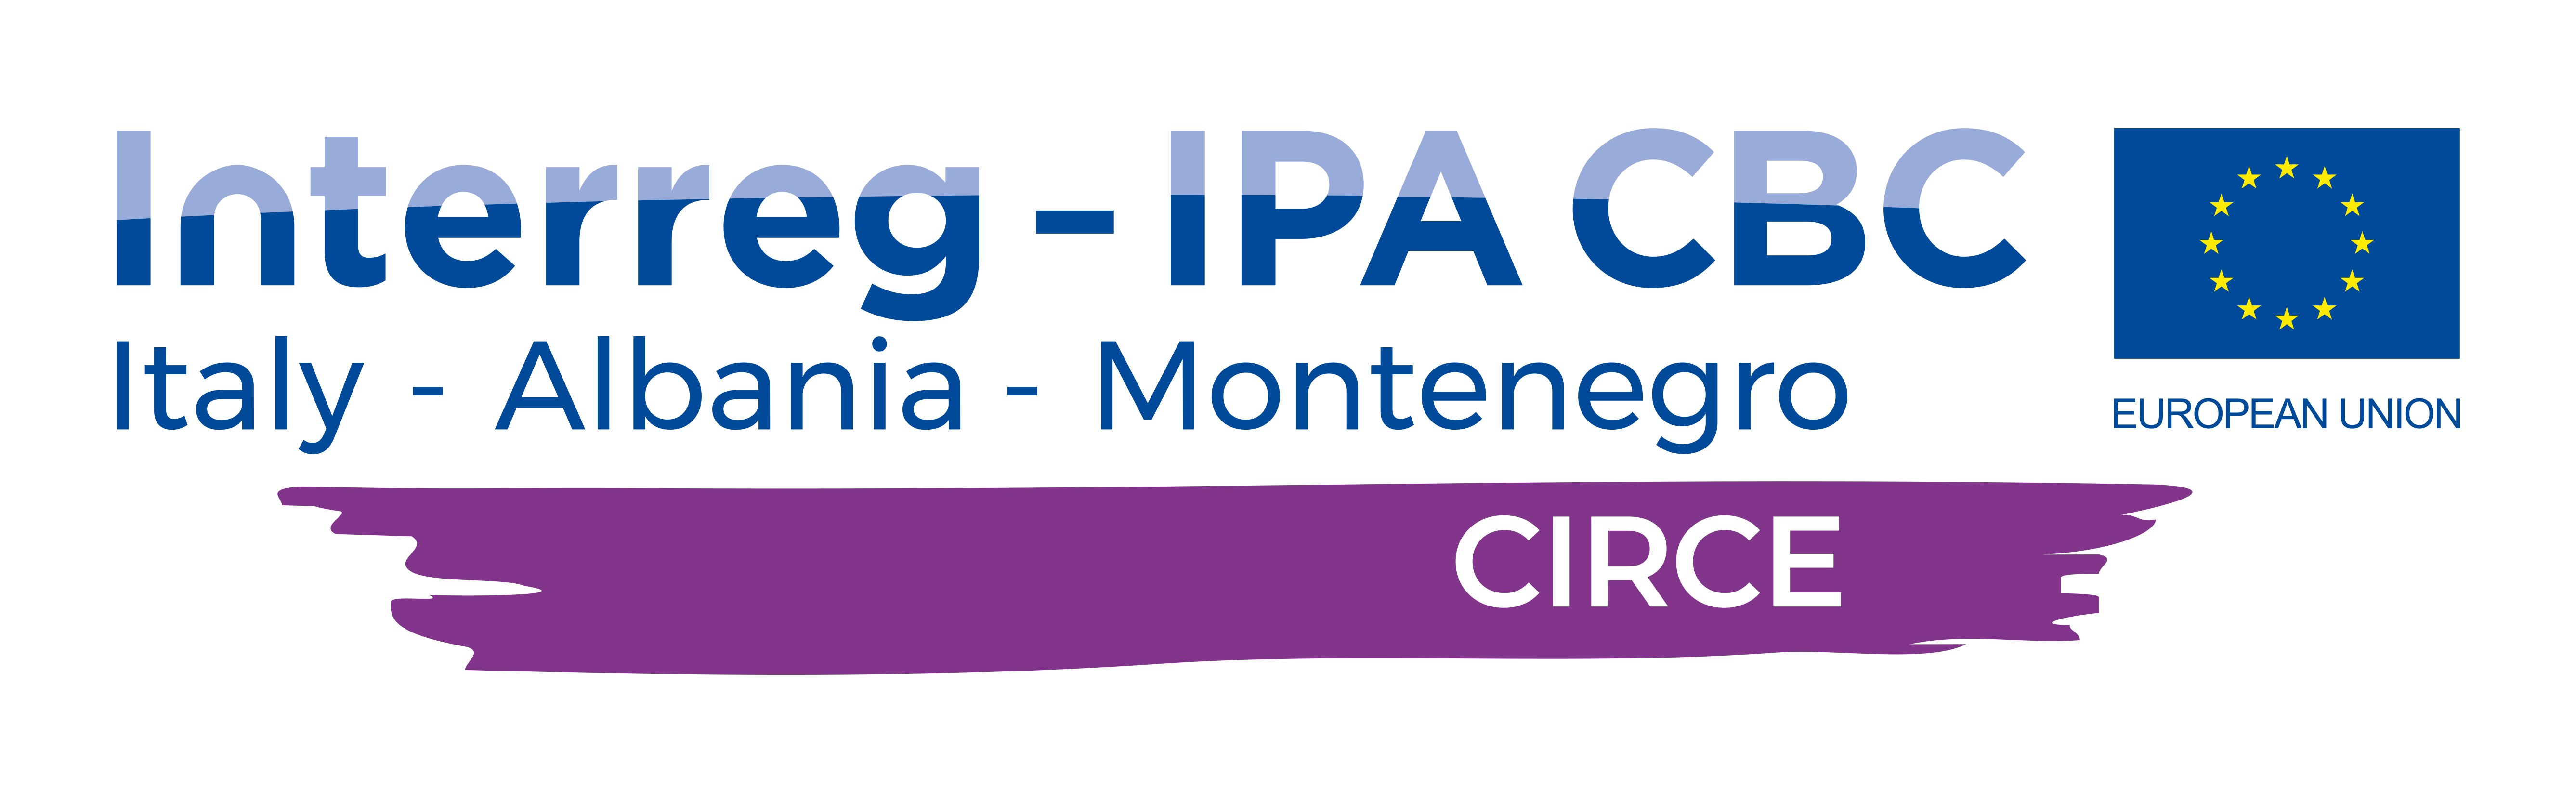 Interreg - IPA CBC
Italy - Albania - Montenegro
EUROPEAN UNION
CIRCE